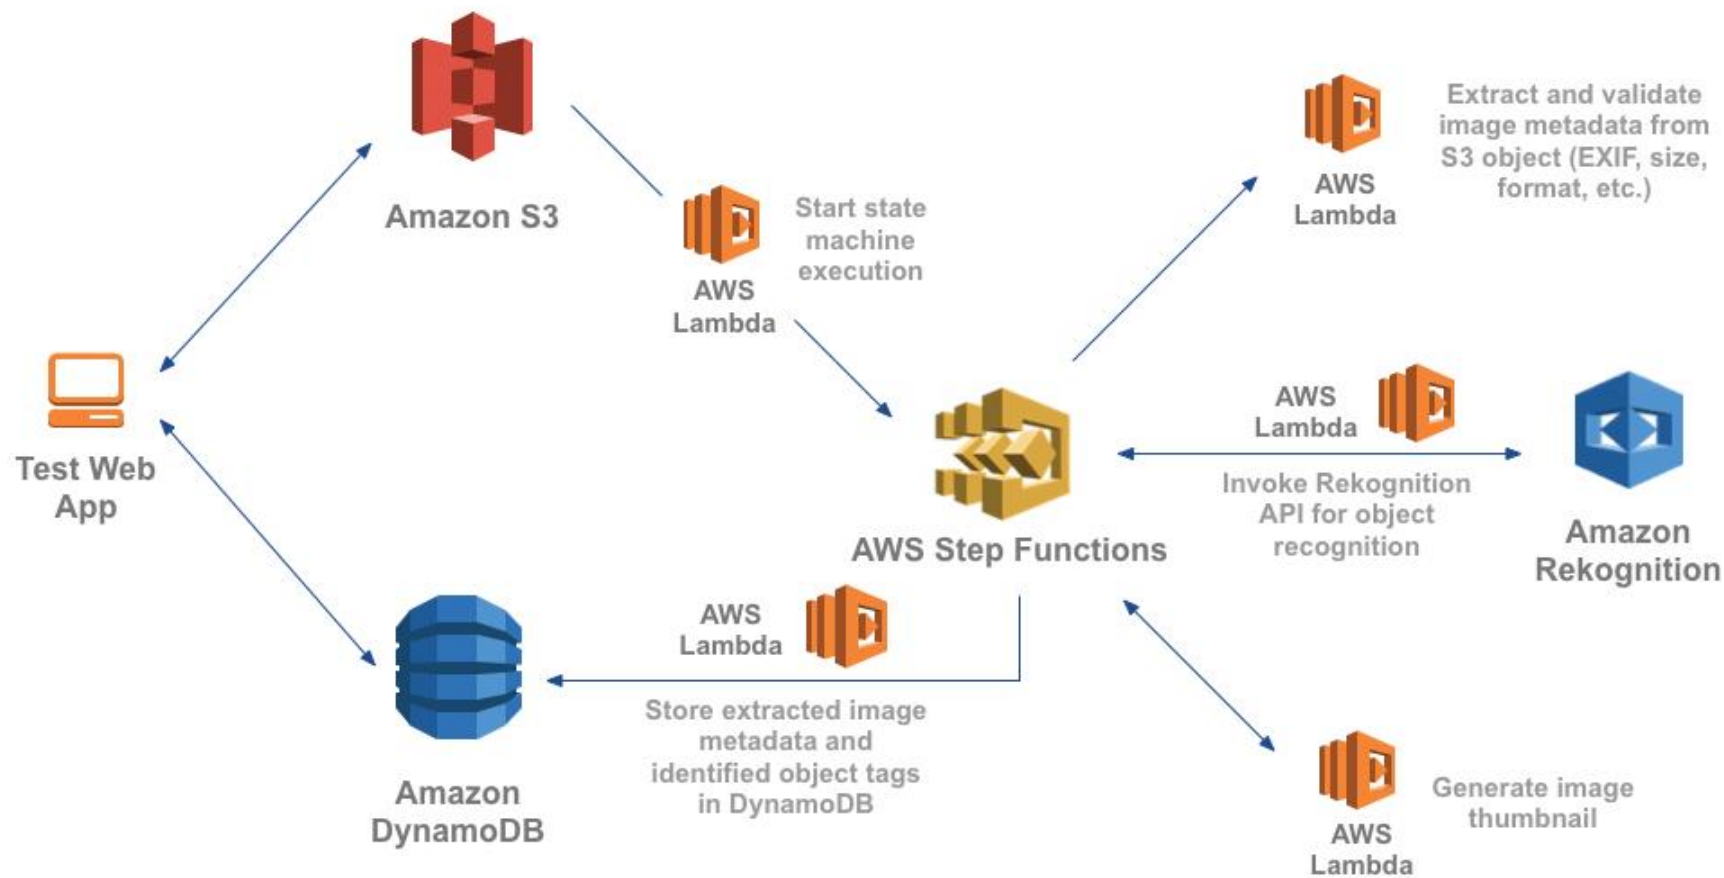 Amazon S3
Start state
machine
execution
AWS
Lambda
AWS
Lambda
Extract and validate
image metadata from
S3 object (EXIF, size,
format, etc.)
Test Web
App
AWS Step Functions
AWS
Lambda
Invoke Rekognition
API for object
recognition
Amazon
Rekognition
AWS
Lambda
Store extracted image
metadata and
identified object tags
in DynamoDB
Amazon
DynamoDB
AWS
Lambda
Generate image
thumbnail